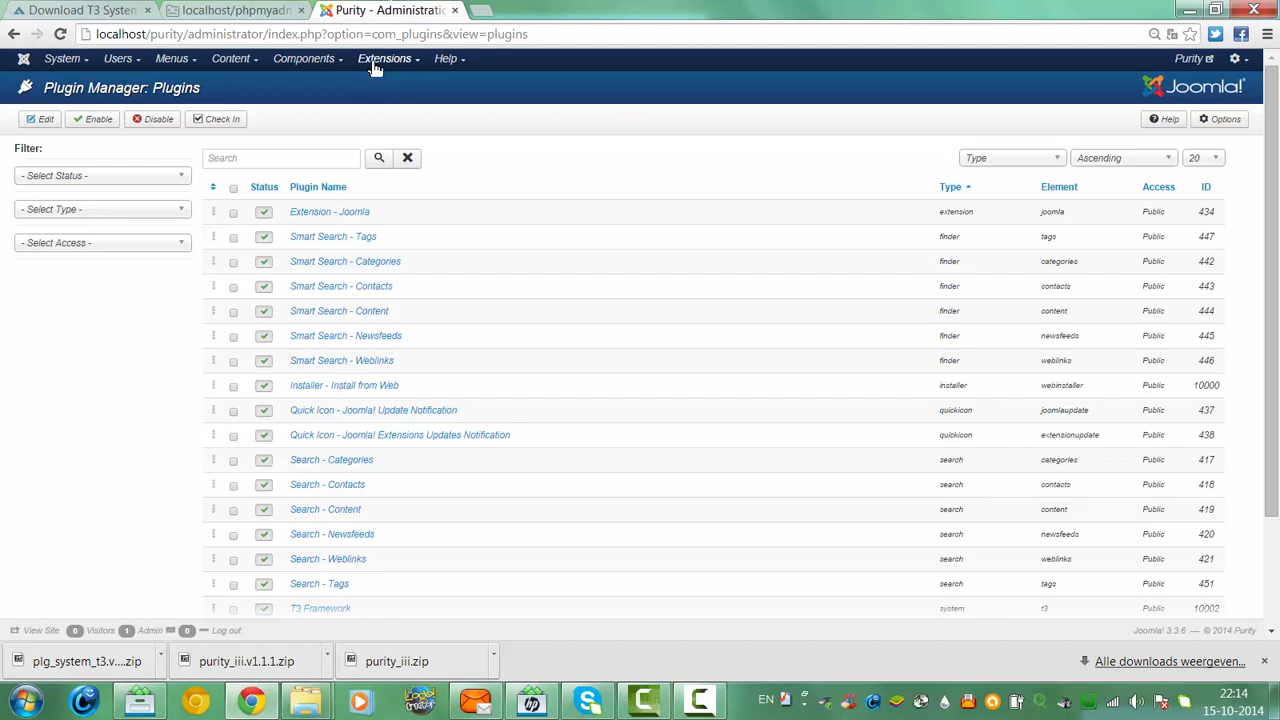 Download T3 System
localhost/phpmyadm
Purity - Administratio
localhost/purity/administrator/index.php?option=com_plugins&view=plugins
System Users Menus Content Components Extensions Help Purity
Plugin Manager: Plugins Joomla!
Edit Enable Disable Check In Help Options
Filter:
- Select Status -
- Select Type -
- Select Access -
Search Type Ascending 20
Status Plugin Name Type Element Access ID
Extension - Joomla extension joomla Public 434
Smart Search - Tags finder tags Public 447
Smart Search - Categories finder categories Public 442
Smart Search - Contacts finder contacts Public 443
Smart Search - Content finder content Public 444
Smart Search - Newsfeeds finder newsfeeds Public 445
Smart Search - Weblinks finder weblinks Public 446
Installer - Install from Web installer webinstaller Public 10000
Quick Icon - Joomla! Update Notification quickicon joomlaupdate Public 437
Quick Icon - Joomla! Extensions Updates Notification quickicon extensionupdate Public 438
Search - Categories search categories Public 417
Search - Contacts search contacts Public 418
Search - Content search content Public 419
Search - Newsfeeds search newsfeeds Public 420
Search - Weblinks search weblinks Public 421
Search - Tags search tags Public 451
T3 Framework system t3 Public 10002
View Site 0 Visitors 1 Admin 0 Log out Joomla! 3.3.6 — © 2014 Purity
plg_system_t3.v....zip purity_iii.v1.1.1.zip purity_iii.zip Alle downloads weergeven...
EN 22:14
15-10-2014